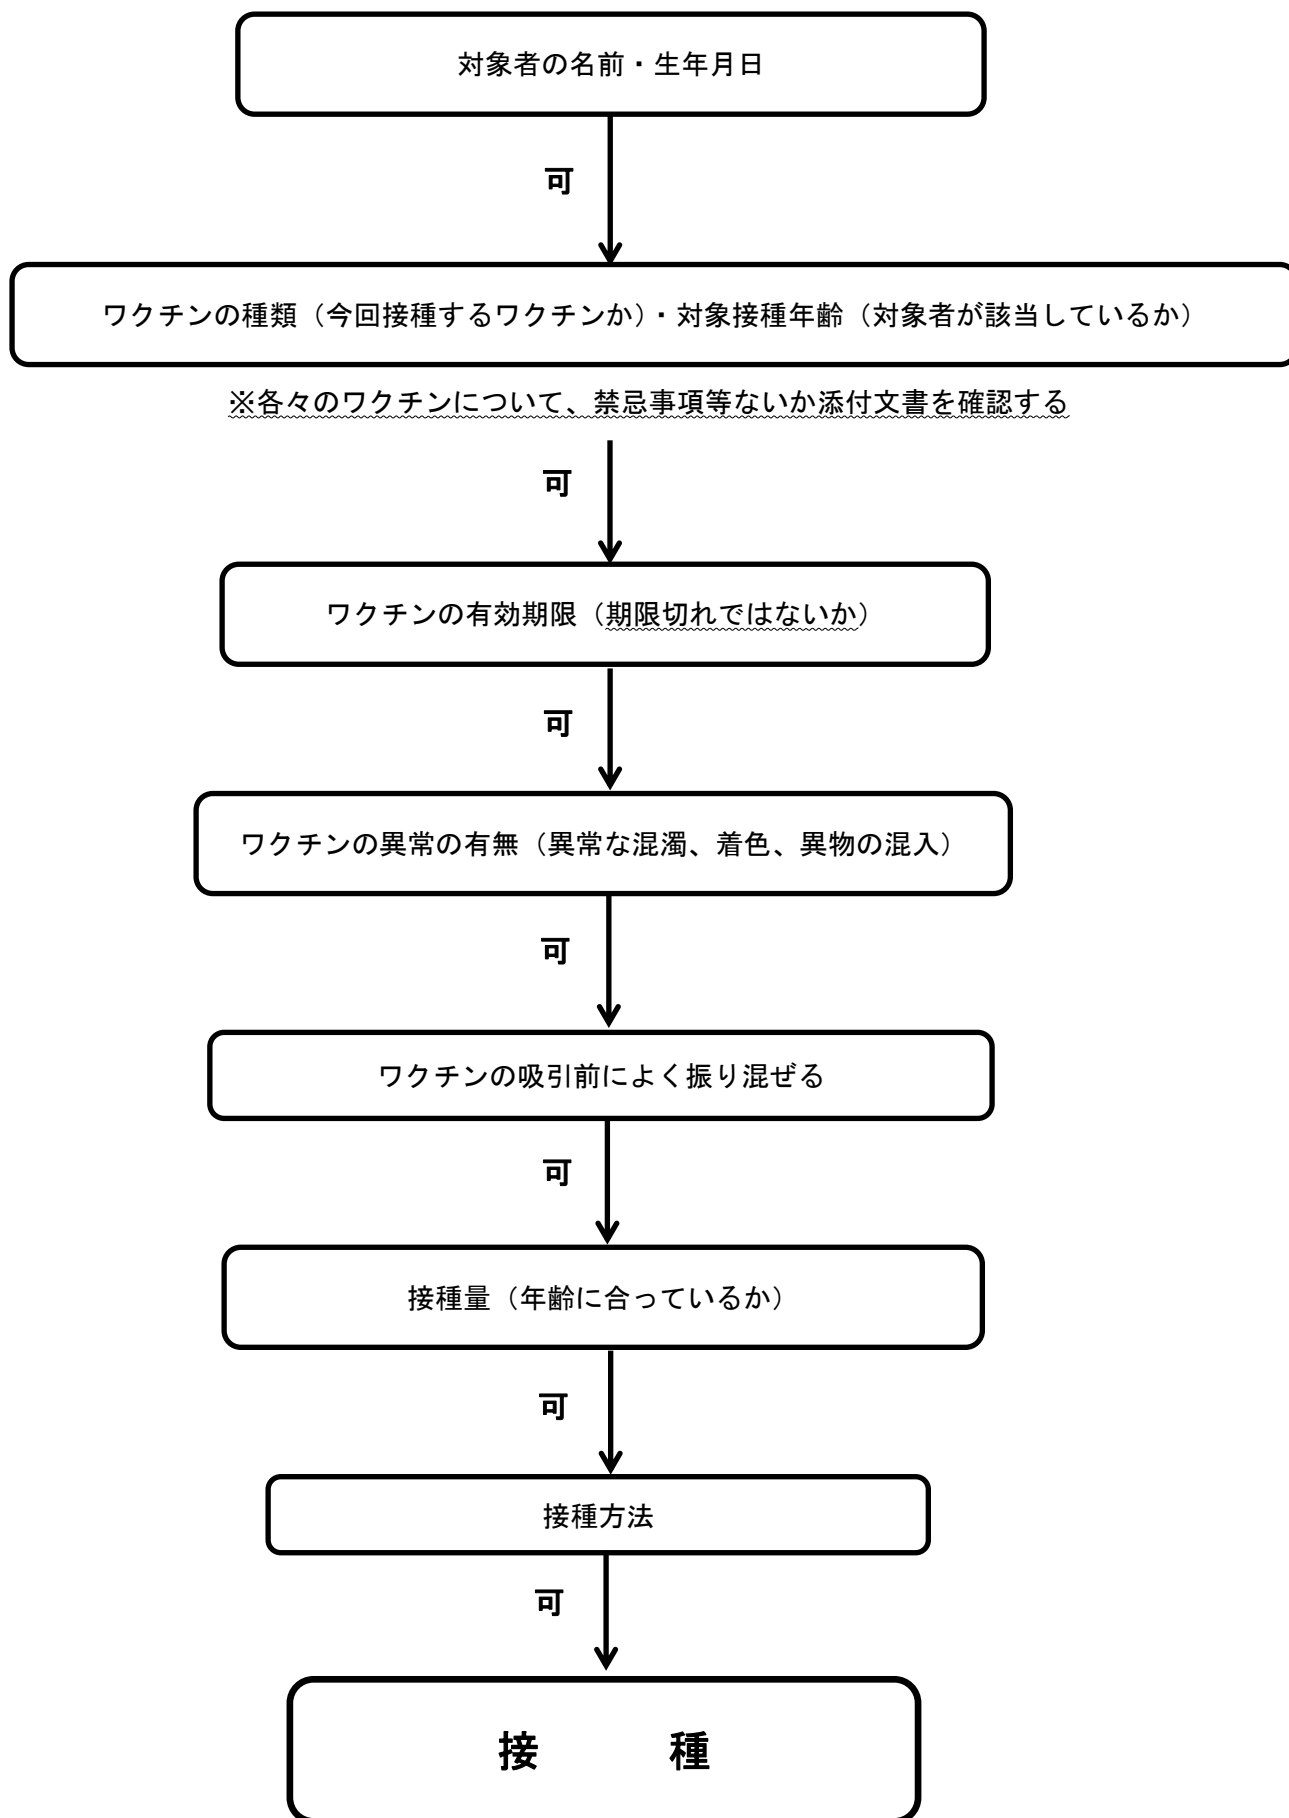 対象者の名前・生年月日
可
ワクチンの種類（今回接種するワクチンか）・対象接種年齢（対象者が該当しているか）
※各々のワクチンについて、禁忌事項等ないか添付文書を確認する
可
ワクチンの有効期限（期限切れではないか）
可
ワクチンの異常の有無（異常な混濁、着色、異物の混入）
可
ワクチンの吸引前によく振り混ぜる
可
接種量（年齢に合っているか）
可
接種方法
可
接　　種